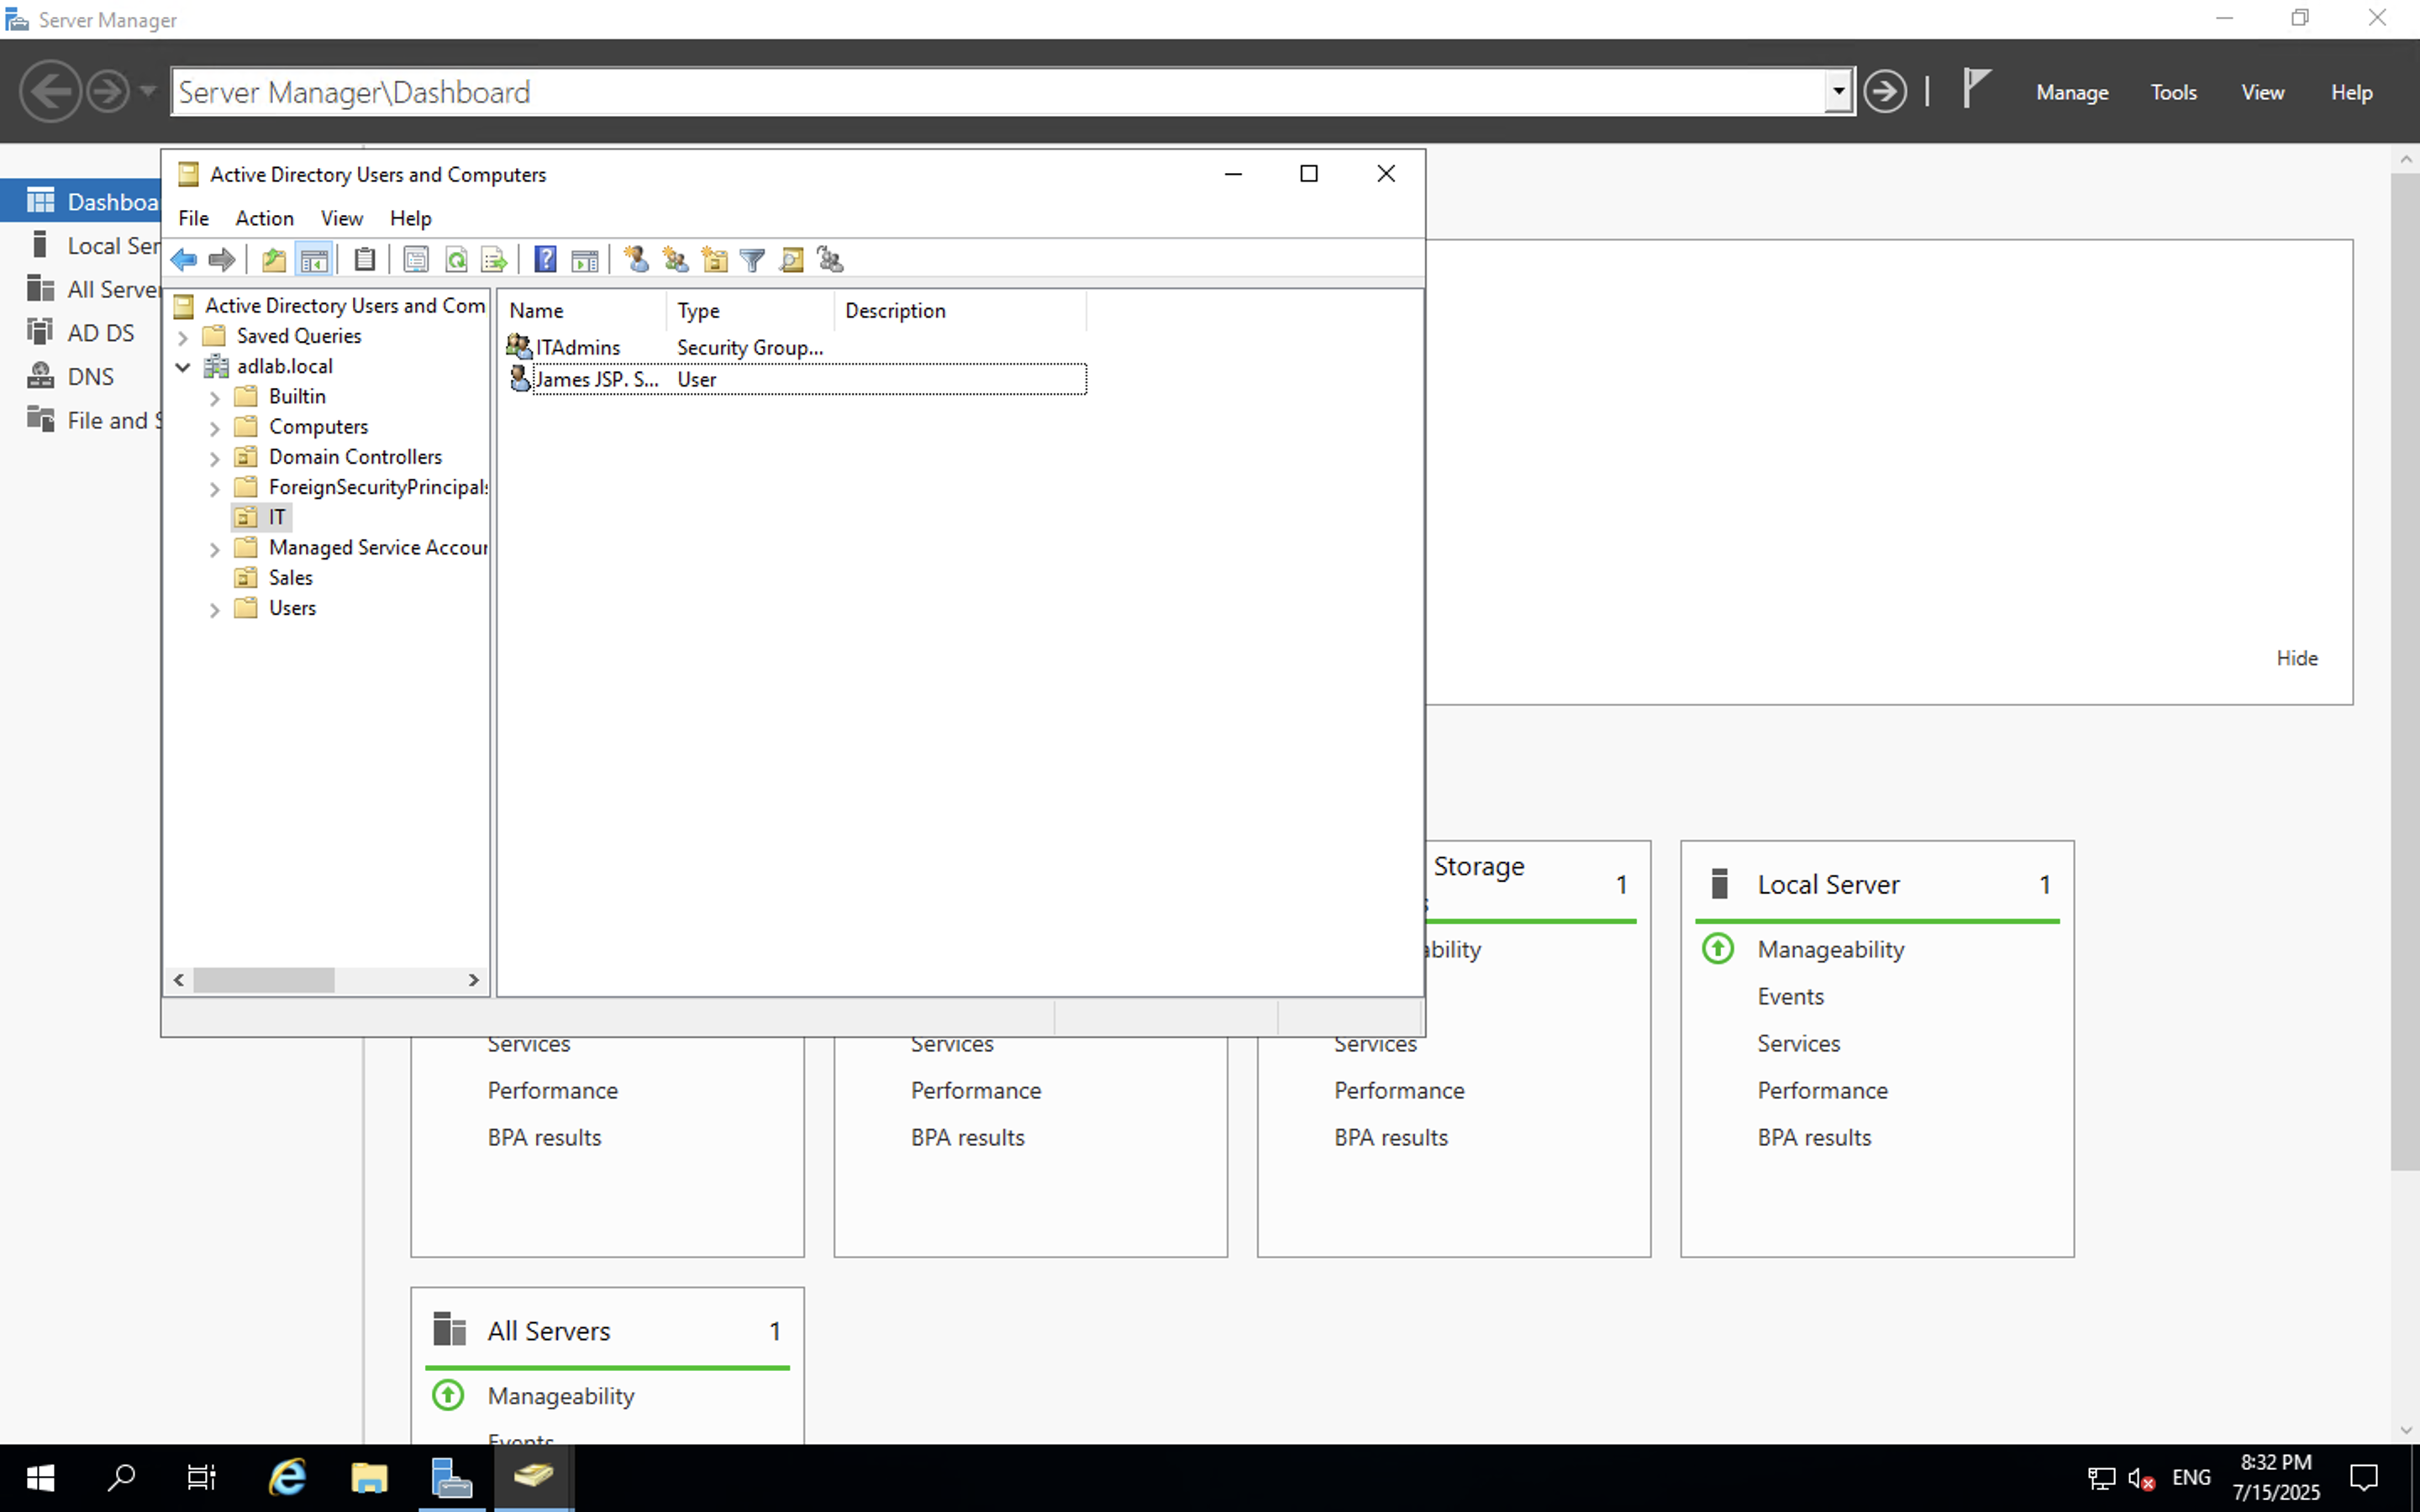 Server Manager
Server Manager\Dashboard
Manage
Tools
View
Help
Dashboa
Local Ser
All Server
AD DS
DNS
File and S
Active Directory Users and Computers
File
Action
View
Help
Active Directory Users and Com
Saved Queries
adlab.local
Builtin
Computers
Domain Controllers
ForeignSecurityPrincipals
IT
Managed Service Accoun
Sales
Users
Name
Type
Description
ITAdmins
Security Group...
James JSP. S...
User
Hide
Storage
1
ability
Local Server
1
Manageability
Events
Services
Performance
BPA results
Services
Performance
BPA results
Services
Performance
BPA results
Services
Performance
BPA results
All Servers
1
Manageability
Events
ENG
8:32 PM
7/15/2025